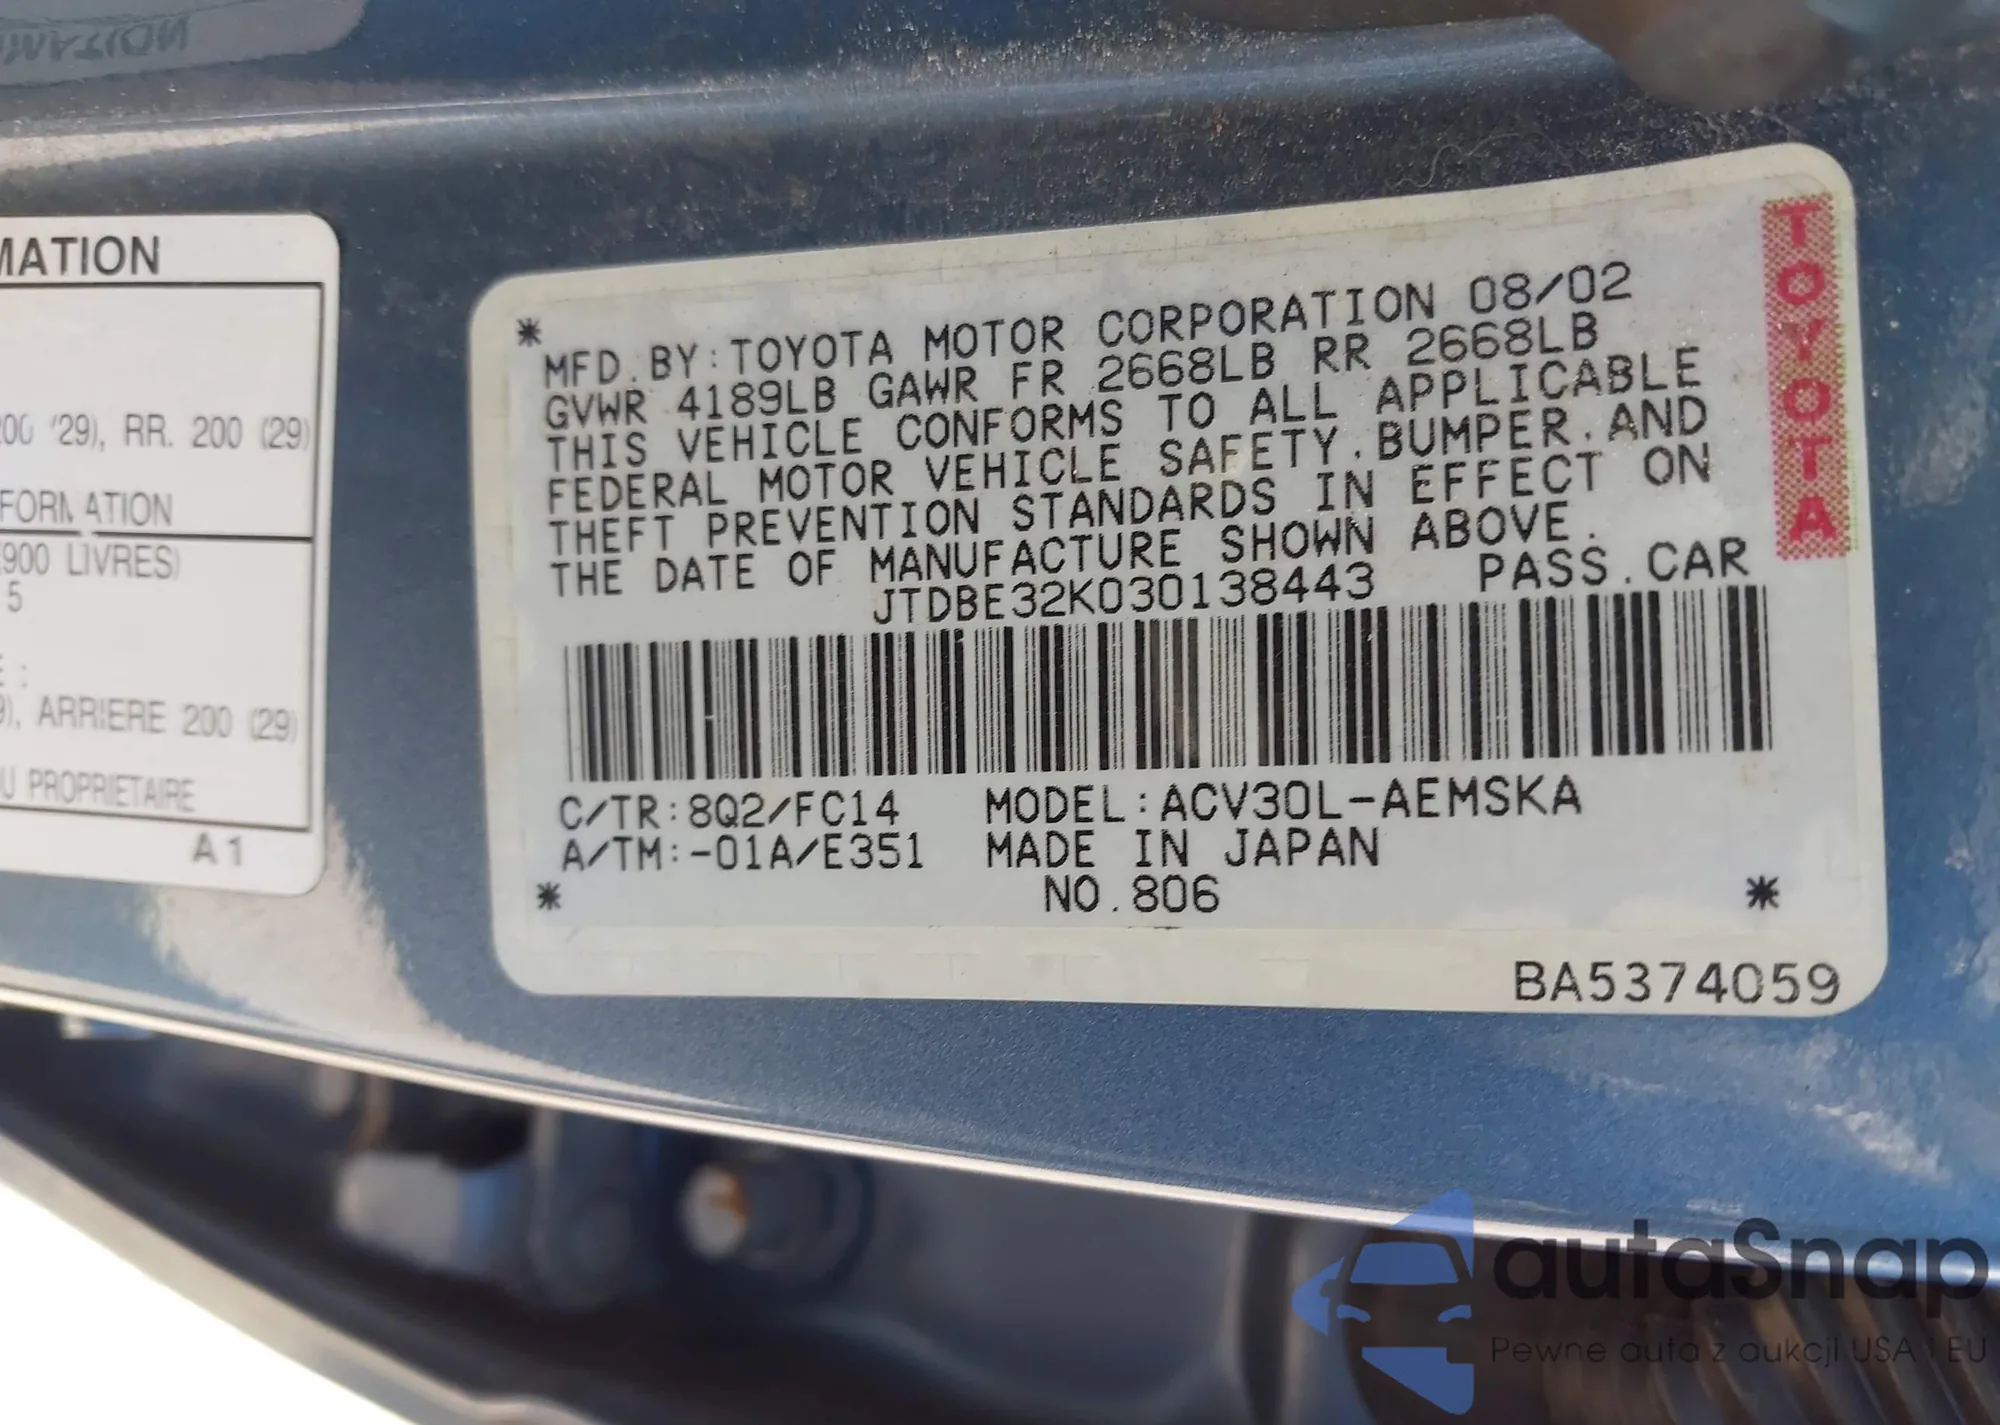 MATION
200 (29), RR. 200 (29)
FORMATION
900 LIVRES)
5
E :
9), ARRIERE 200 (29)
U PROPRIETAIRE
A1
*
MFD.BY:TOYOTA MOTOR CORPORATION 08/02
GVWR 4189LB GAWR FR 2668LB RR 2668LB
THIS VEHICLE CONFORMS TO ALL APPLICABLE
FEDERAL MOTOR VEHICLE SAFETY,BUMPER,AND
THEFT PREVENTION STANDARDS IN EFFECT ON
THE DATE OF MANUFACTURE SHOWN ABOVE.
JTDBE32K030138443 PASS.CAR
C/TR:8Q2/FC14 MODEL:ACV30L-AEMSKA
A/TM:-01A/E351 MADE IN JAPAN
* NO.806 *
BA5374059
TOYOTA
autaSnap
Pewne auta z aukcji USA i EU